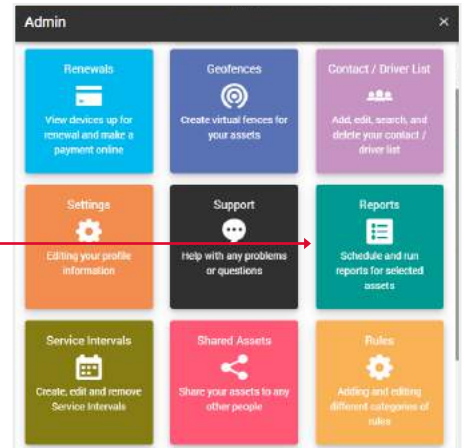 Admin ×
Renewals
View devices up for
renewal and make a
payment online
Geofences
Create virtual fences for
your assets
Contact / Driver List
Add, edit, search, and
delete your contact /
driver list
Settings
Editing your profile
information
Support
Help with any problems
or questions
Reports
Schedule and run
reports for selected
assets
Service Intervals
Create, edit and remove
Service Intervals
Shared Assets
Share your assets to any
other people
Rules
Adding and editing
different categories of
rules